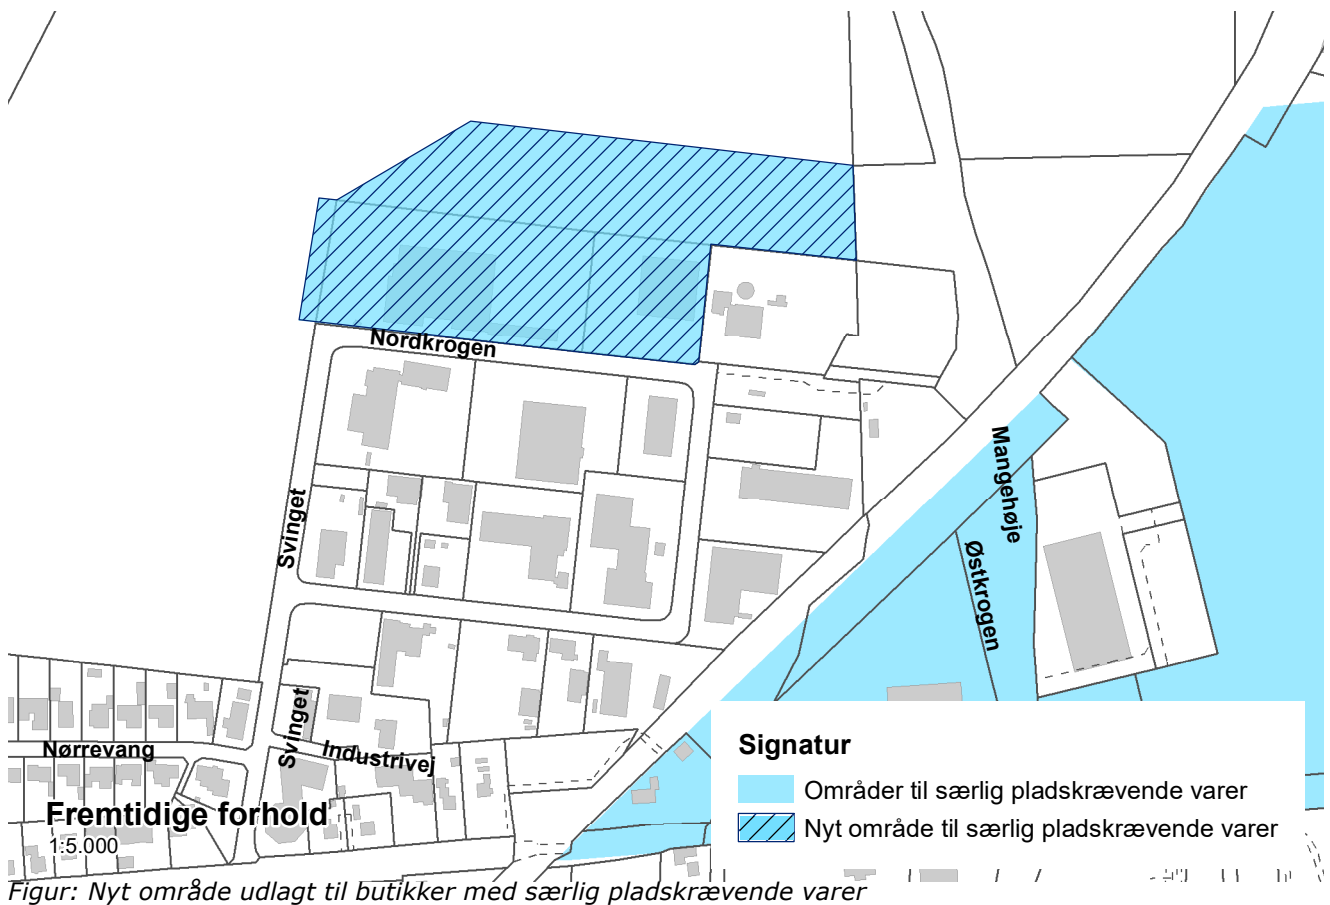 Nordkrogen
Mangehøje
Svinget
Østkrogen
Svinget
Nørrevang
Industrivej
Signatur
Områder til særlig pladskrævende varer
Nyt område til særlig pladskrævende varer
Fremtidige forhold
1:5.000
Figur: Nyt område udlagt til butikker med særlig pladskrævende varer